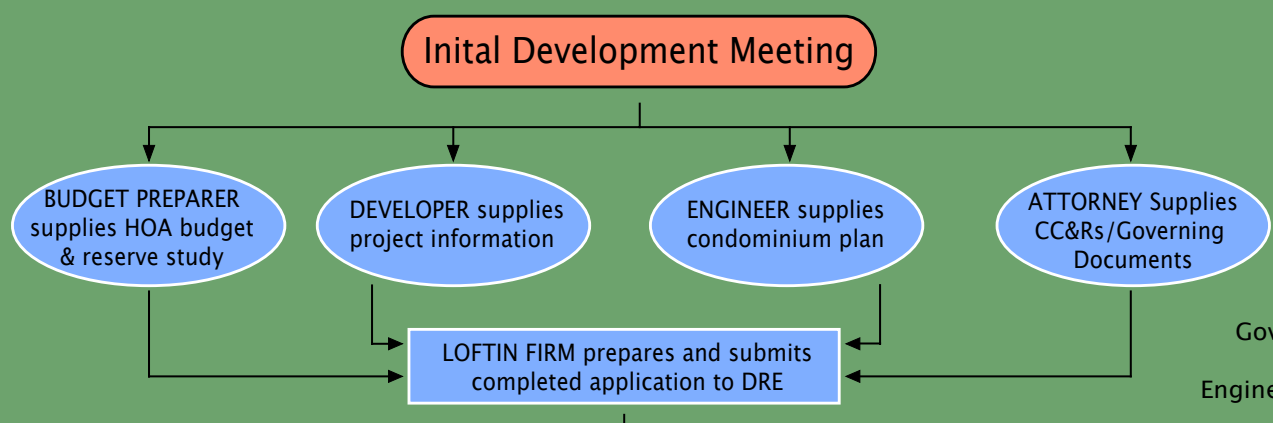 Inital Development Meeting
BUDGET PREPARER
supplies HOA budget
& reserve study
DEVELOPER supplies
project information
ENGINEER supplies
condominium plan
ATTORNEY Supplies
CC&Rs/Governing
Documents
LOFTIN FIRM prepares and submits
completed application to DRE